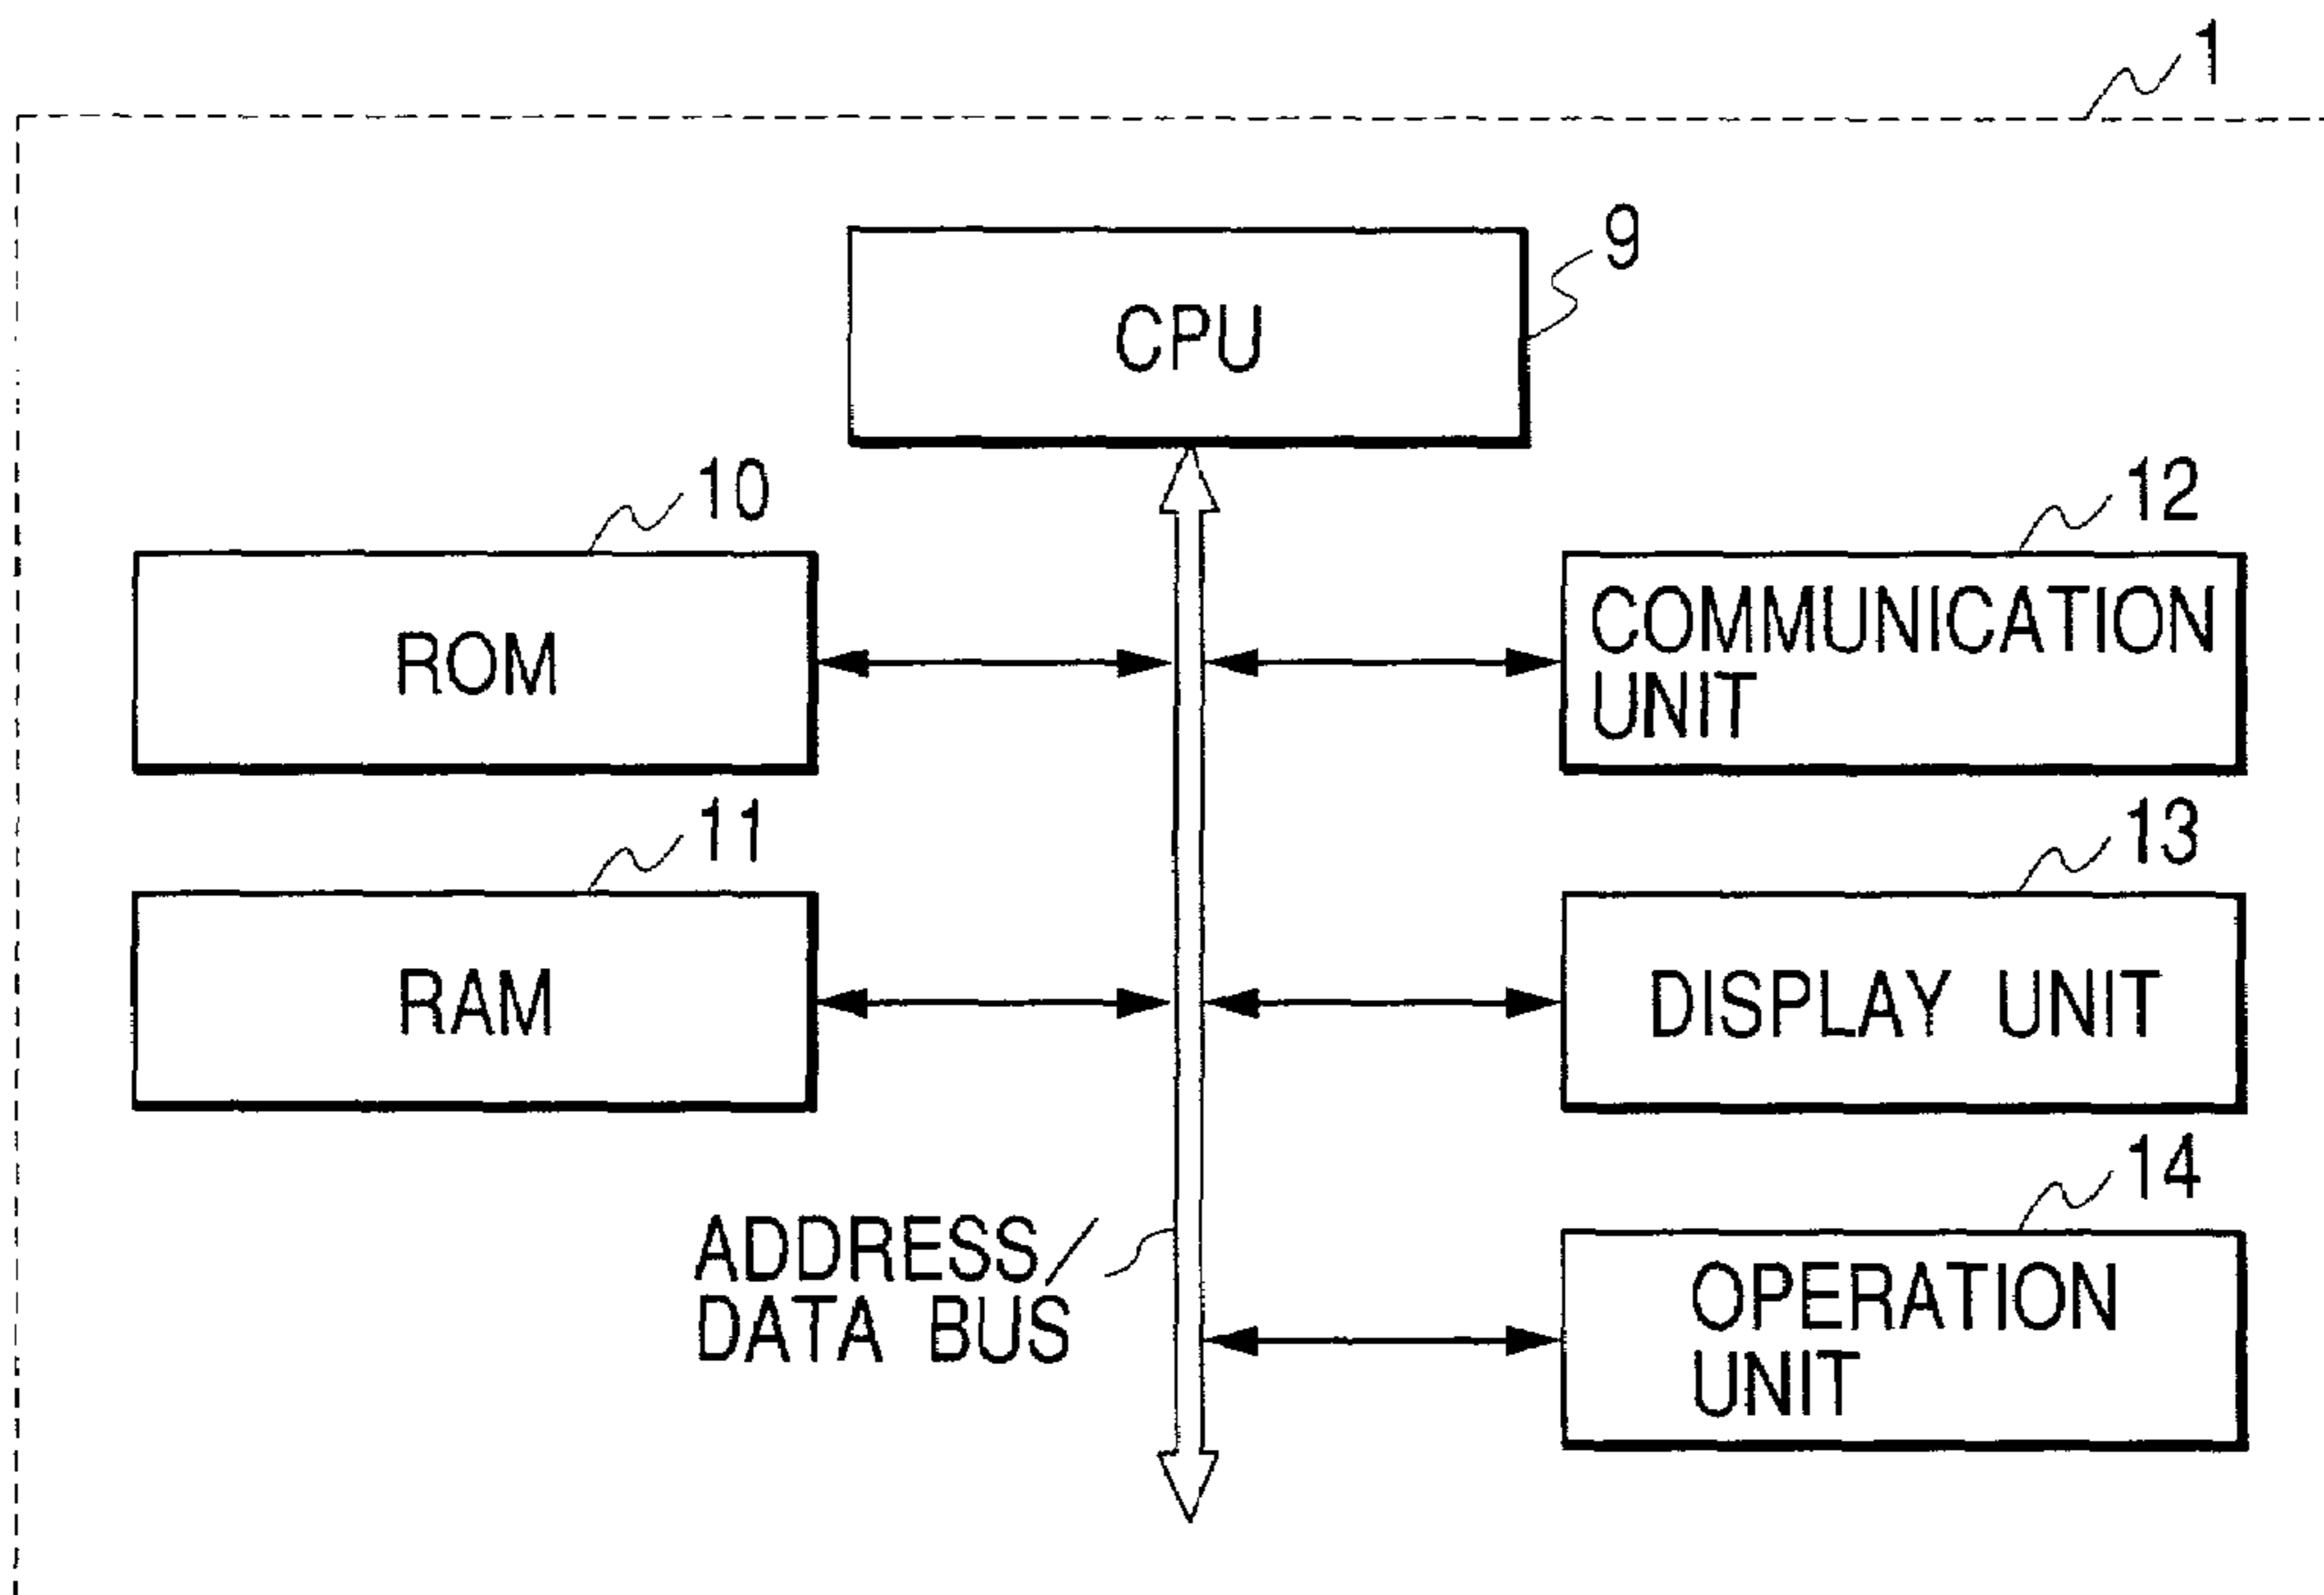 1
9
CPU
10
12
ROM
COMMUNICATION
UNIT
11
13
RAM
DISPLAY UNIT
14
ADDRESS/
DATA BUS
OPERATION
UNIT